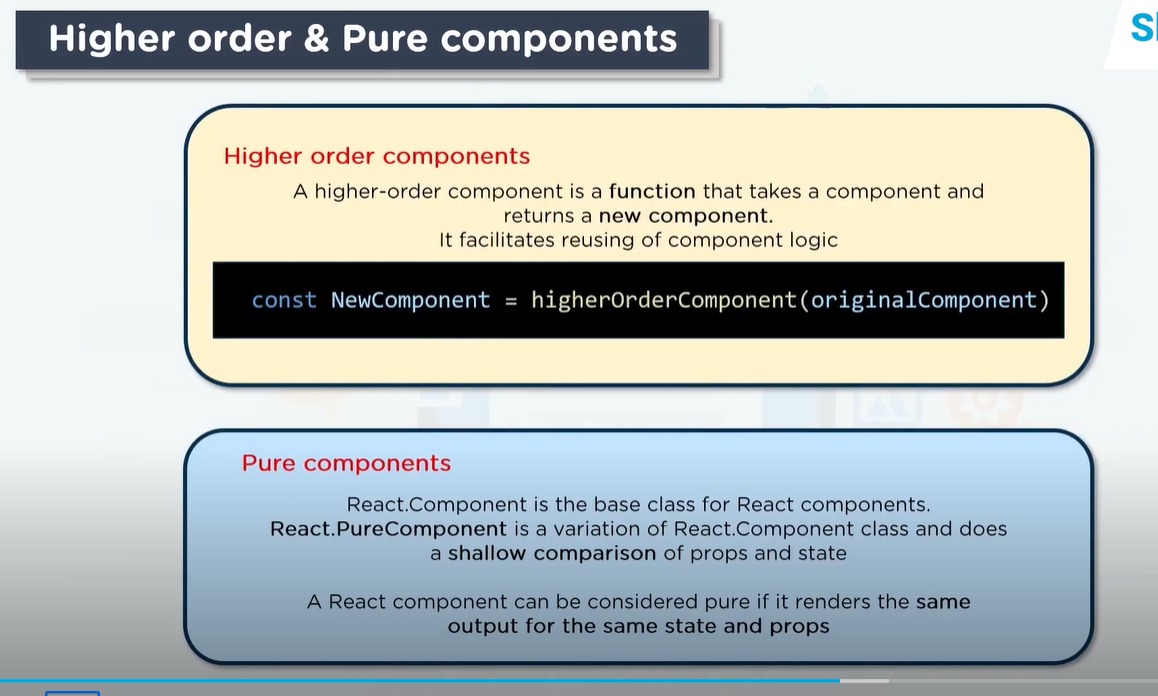 Higher order & Pure components
Higher order components
A higher-order component is a function that takes a component and
returns a new component.
It facilitates reusing of component logic
const NewComponent = higherOrderComponent(originalComponent)
Pure components
React.Component is the base class for React components.
React.PureComponent is a variation of React.Component class and does
a shallow comparison of props and state
A React component can be considered pure if it renders the same
output for the same state and props